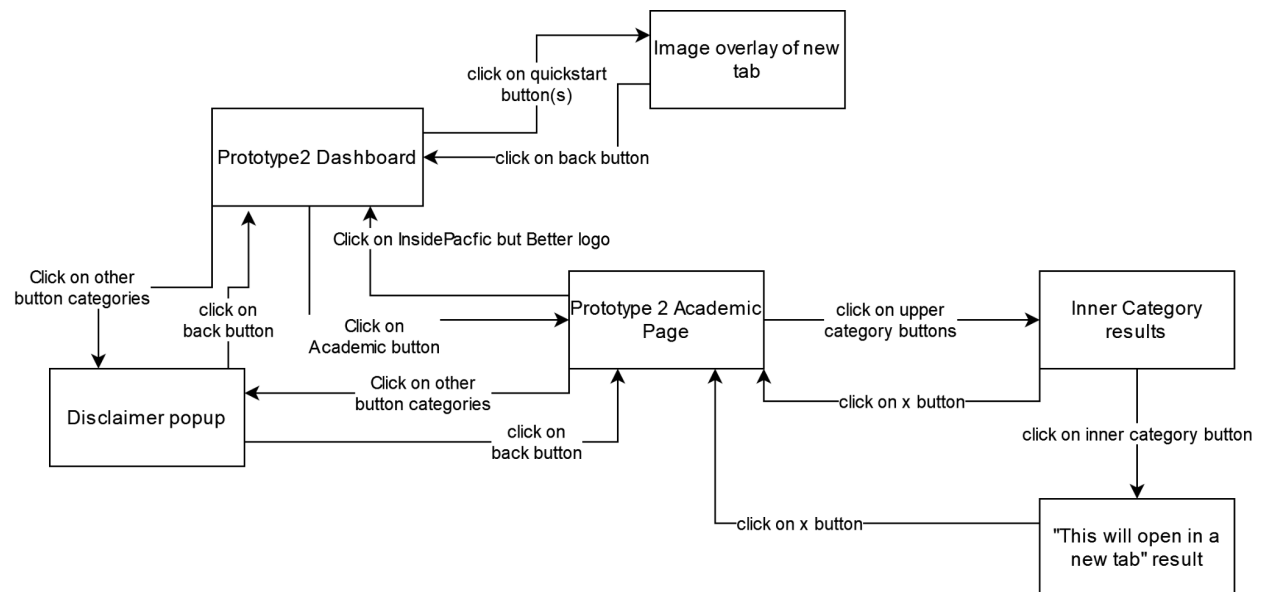 Image overlay of new
tab
click on quickstart
button(s)
Prototype2 Dashboard
click on back button
Click on InsidePacfic but Better logo
Click on other
button categories
click on
back button
Click on
Academic button
Prototype 2 Academic
Page
click on upper
category buttons
Inner Category
results
Click on other
button categories
click on x button
Disclaimer popup
click on
back button
click on inner category button
click on x button
"This will open in a
new tab" result